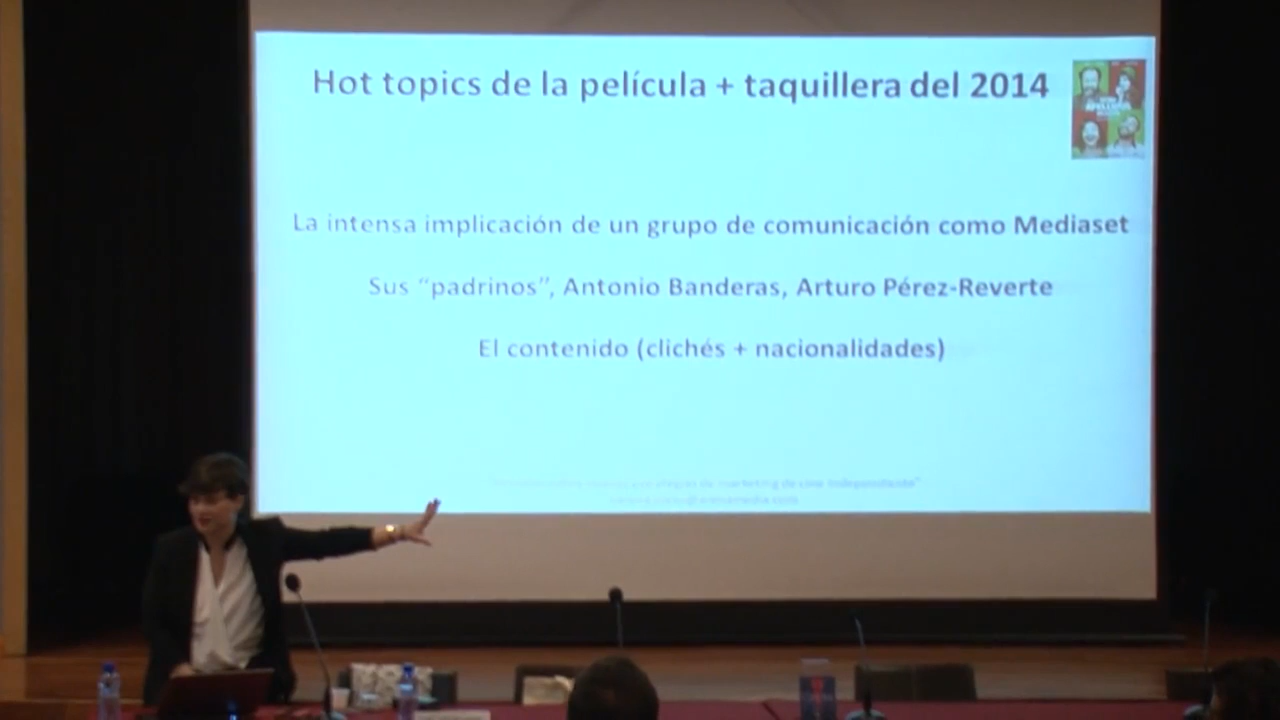 Hot topics de la película + taquillera del 2014
La intensa implicación de un grupo de comunicación como Mediaset
Sus “padrinos”, Antonio Banderas, Arturo Pérez-Reverte
El contenido (clichés + nacionalidades)